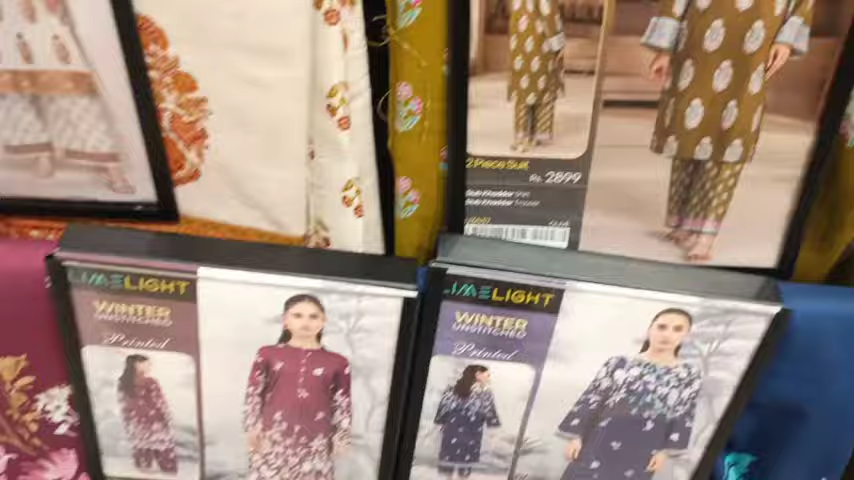 2 Piece Suit
Rs. 2899
LIMELIGHT
WINTER
UNSTITCHED
Printed
LIMELIGHT
WINTER
UNSTITCHED
Printed